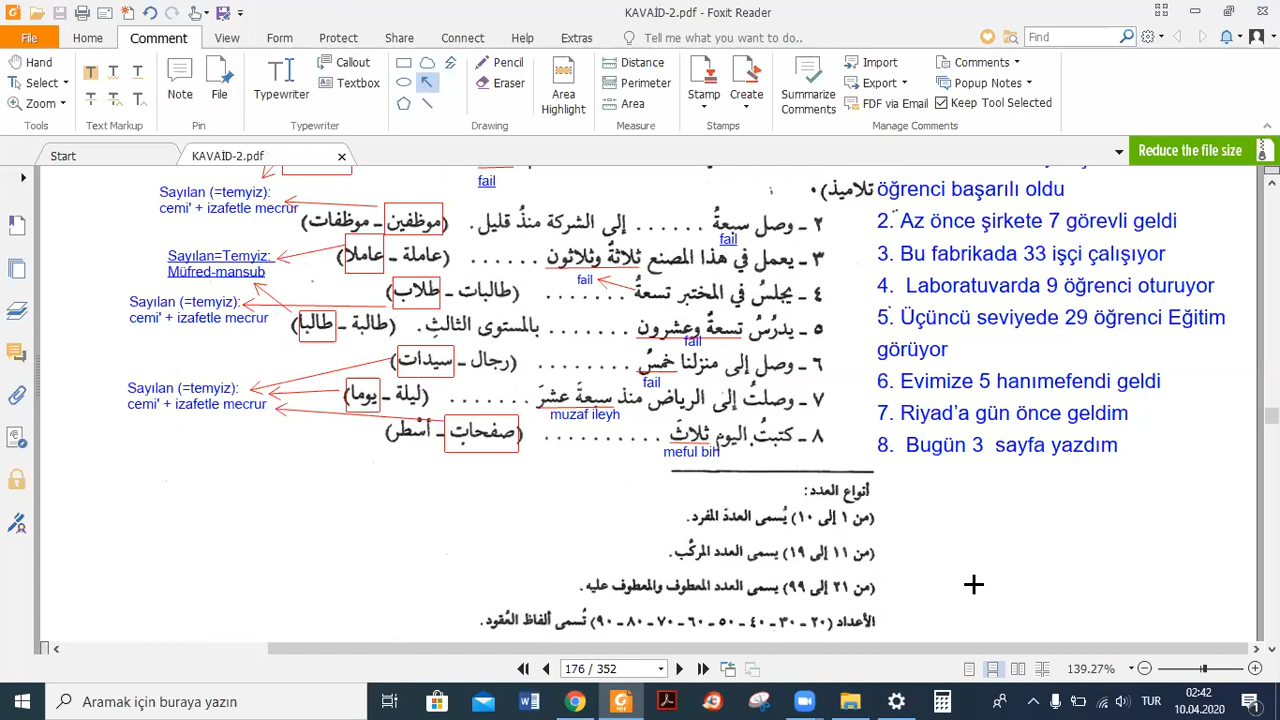 KAVAİD-2.pdf - Foxit Reader
File Home Comment View Form Protect Share Connect Help Extras Tell me what you want to do.. Find
Hand
Select
Zoom
Tools
Text Markup
Note
File
Pin
Typewriter
Callout
Textbox
Typewriter
Pencil
Eraser
Area Highlight
Drawing
Distance
Perimeter
Area
Measure
Stamp
Create
Stamps
Summarize Comments
Import
Export
FDF via Email
Comments
Popup Notes
Keep Tool Selected
Manage Comments
Start
KAVAİD-2.pdf
Reduce the file size
fail
تلاميذ)٠
öğrenci başarılı oldu
Sayılan (=temyiz):
cemi' + izafetle mecrur
٢ ـ وصل سبعةُ ...... إلى الشركة منذُ قليل. (موظفين ـ موظفات)
fail
2. Az önce şirkete 7 görevli geldi
Sayılan=Temyiz:
Müfred-mansub
٣ ـ يعمل في هذا المصنع ثلاثةٌ وثلاثون ...... (عاملة ـ عاملا)
fail
3. Bu fabrikada 33 işçi çalışıyor
Sayılan (=temyiz):
cemi' + izafetle mecrur
٤ ـ يجلسُ في المختبر تسعةُ ....... (طالبات ـ طلاب)
4. Laboratuvarda 9 öğrenci oturuyor
٥ ـ يدرُسُ تسعةٌ وعشرون ........ بالمستوى الثالثِ. (طالبة ـ طالبا)
fail
5. Üçüncü seviyede 29 öğrenci Eğitim
görüyor
٦ ـ وصل إلى منزلنا خمسُ ......... (رجال ـ سيدات)
fail
6. Evimize 5 hanımefendi geldi
Sayılan (=temyiz):
cemi' + izafetle mecrur
٧ ـ وصلتُ إلى الرياض منذ سبعةَ عشرَ ........ (ليلة ـ يوما)
muzaf ileyh
7. Riyad’a gün önce geldim
٨ ـ كتبتُ اليوم ثلاثَ .......... (صفحاتٍ ـ أسْطر)
meful bih
8. Bugün 3 sayfa yazdım
أنواع العدد:
(من ١ إلى ١٠) يُسمى العددَ المفرد.
(من ١١ إلى ١٩) يسمى العدد المركَّب.
(من ٢١ إلى ٩٩) يسمى العدد المعطوف والمعطوف عليه.
الأعداد (٢٠ ـ ٣٠ ـ ٤٠ ـ ٥٠ ـ ٦٠ ـ ٧٠ ـ ٨٠ ـ ٩٠) تُسمى ألفاظ العُقود.
176 / 352
139.27%
Aramak için buraya yazın
TUR
02:42
10.04.2020